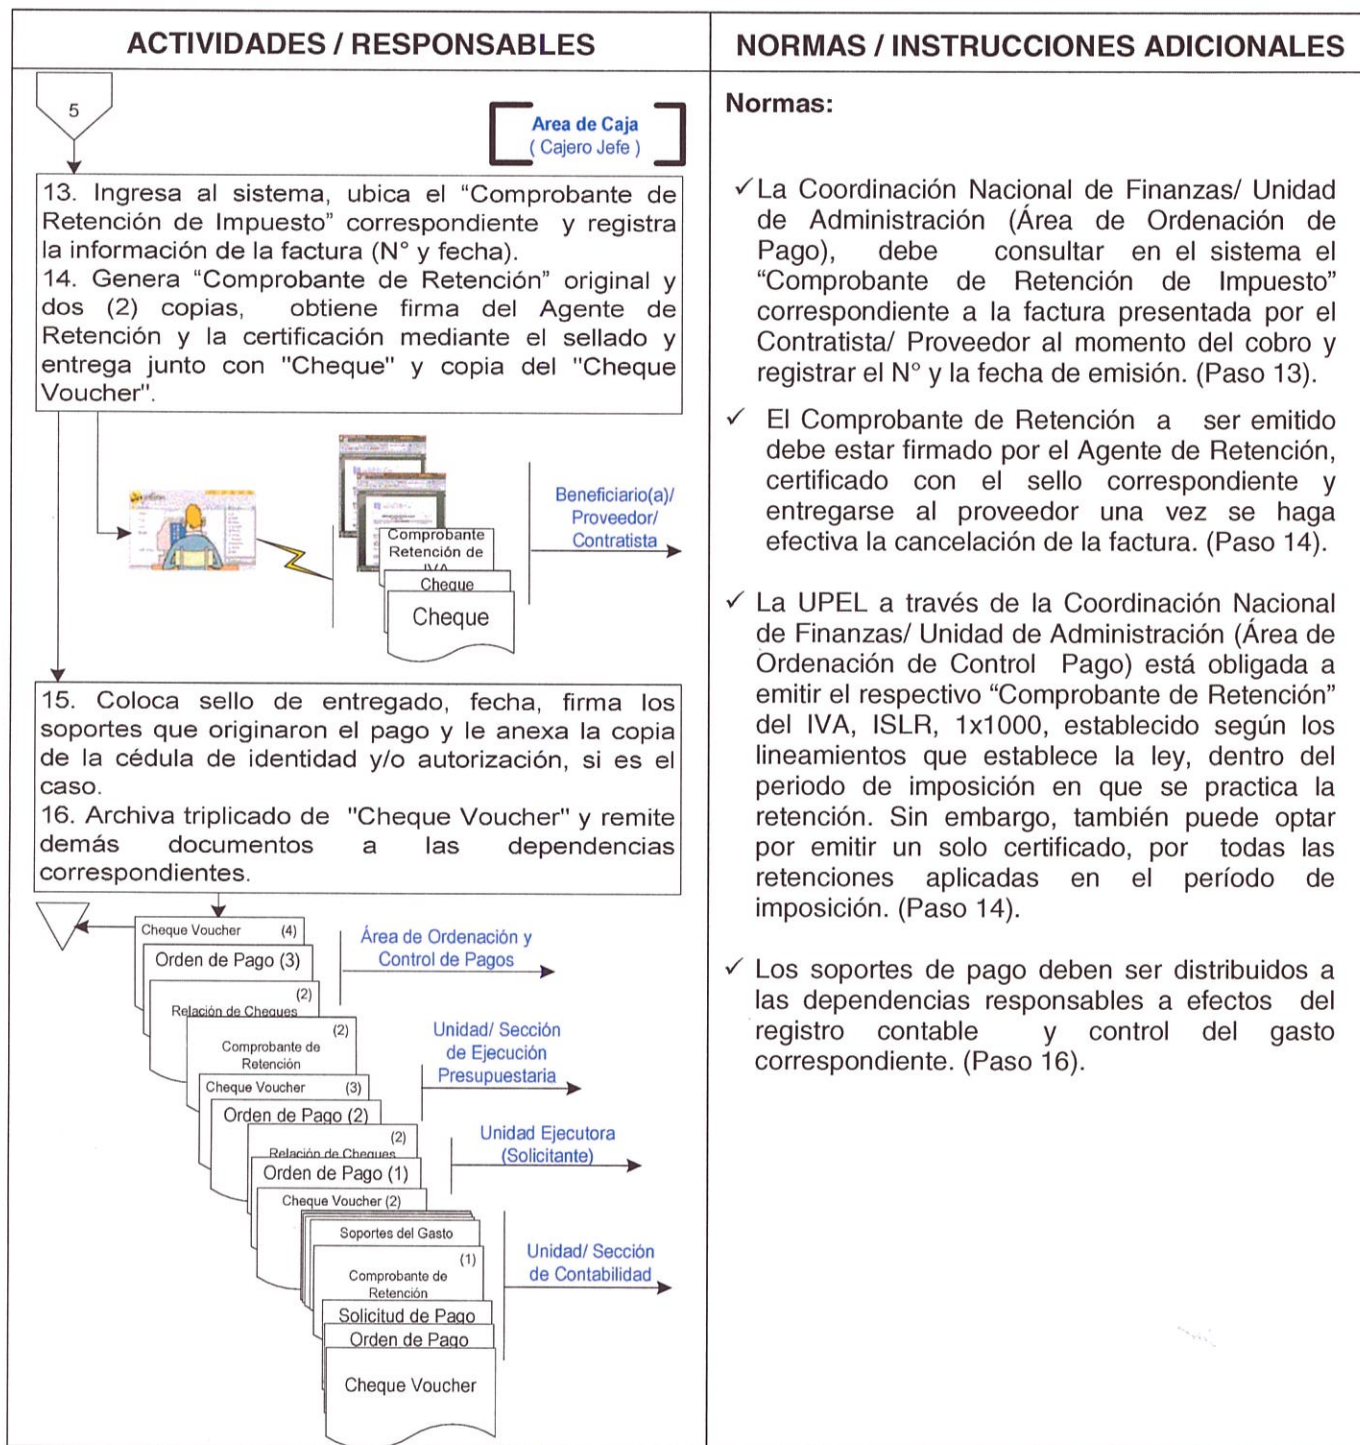 ACTIVIDADES / RESPONSABLES
5
Area de Caja
( Cajero Jefe )
13. Ingresa al sistema, ubica el “Comprobante de
Retención de Impuesto” correspondiente y registra
la información de la factura (N° y fecha).
14. Genera “Comprobante de Retención” original y
dos (2) copias, obtiene firma del Agente de
Retención y la certificación mediante el sellado y
entrega junto con "Cheque" y copia del "Cheque
Voucher".
Comprobante
Retención de
IVA
Cheque
Cheque
Beneficiario(a)/
Proveedor/
Contratista
15. Coloca sello de entregado, fecha, firma los
soportes que originaron el pago y le anexa la copia
de la cédula de identidad y/o autorización, si es el
caso.
16. Archiva triplicado de "Cheque Voucher" y remite
demás documentos a las dependencias
correspondientes.
Cheque Voucher (4)
Orden de Pago (3)
(2)
Relación de Cheques
(2)
Comprobante de
Retención
Área de Ordenación y
Control de Pagos
Cheque Voucher (3)
Orden de Pago (2)
(2)
Relación de Cheques
Unidad/ Sección
de Ejecución
Presupuestaria
Orden de Pago (1)
Unidad Ejecutora
(Solicitante)
Cheque Voucher (2)
Soportes del Gasto
(1)
Comprobante de
Retención
Solicitud de Pago
Orden de Pago
Cheque Voucher
Unidad/ Sección
de Contabilidad
NORMAS / INSTRUCCIONES ADICIONALES
Normas:
✓La Coordinación Nacional de Finanzas/ Unidad
de Administración (Área de Ordenación de
Pago), debe consultar en el sistema el
“Comprobante de Retención de Impuesto”
correspondiente a la factura presentada por el
Contratista/ Proveedor al momento del cobro y
registrar el N° y la fecha de emisión. (Paso 13).
✓ El Comprobante de Retención a ser emitido
debe estar firmado por el Agente de Retención,
certificado con el sello correspondiente y
entregarse al proveedor una vez se haga
efectiva la cancelación de la factura. (Paso 14).
✓ La UPEL a través de la Coordinación Nacional
de Finanzas/ Unidad de Administración (Área de
Ordenación de Control Pago) está obligada a
emitir el respectivo “Comprobante de Retención”
del IVA, ISLR, 1x1000, establecido según los
lineamientos que establece la ley, dentro del
periodo de imposición en que se practica la
retención. Sin embargo, también puede optar
por emitir un solo certificado, por todas las
retenciones aplicadas en el período de
imposición. (Paso 14).
✓ Los soportes de pago deben ser distribuidos a
las dependencias responsables a efectos del
registro contable y control del gasto
correspondiente. (Paso 16).